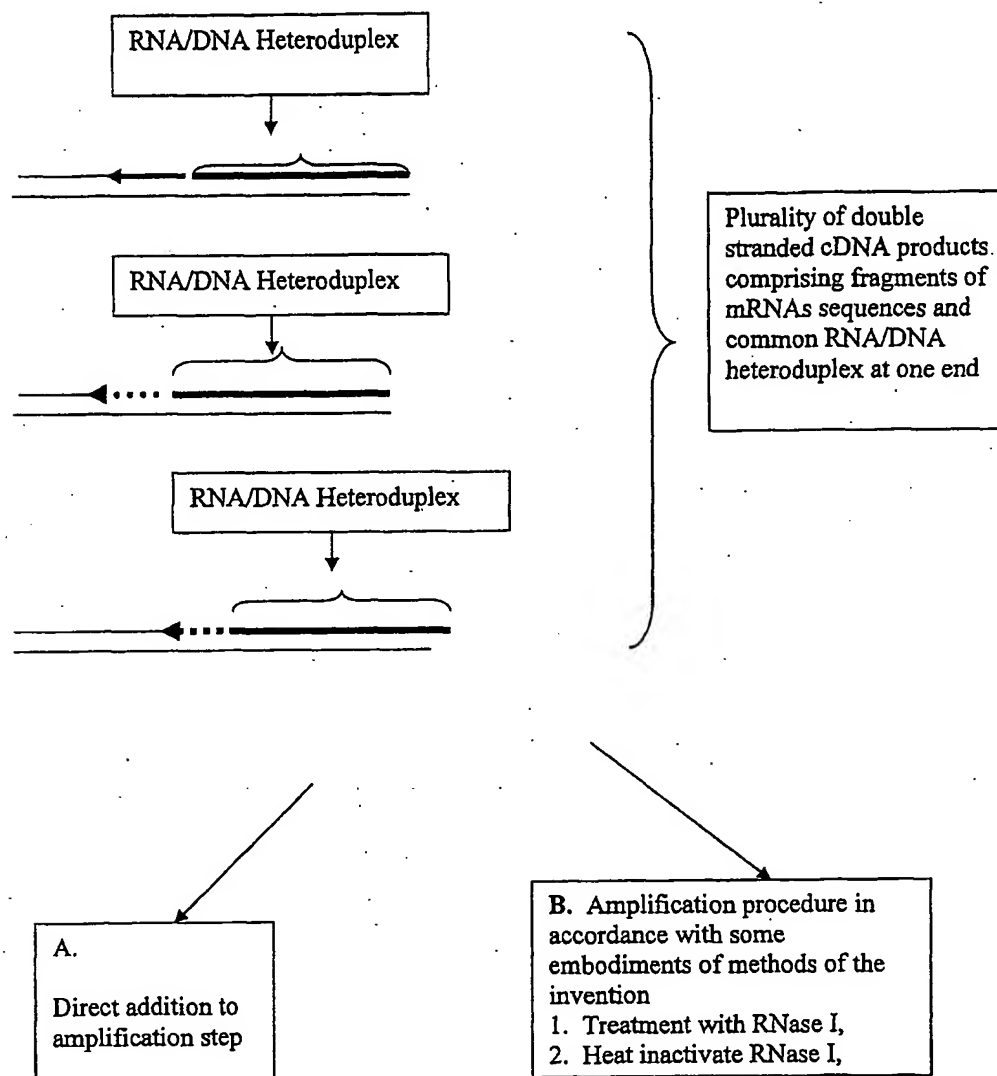 RNA/DNA Heteroduplex
RNA/DNA Heteroduplex
RNA/DNA Heteroduplex
Plurality of double
stranded cDNA products
comprising fragments of
mRNAs sequences and
common RNA/DNA
heteroduplex at one end
A.
Direct addition to
amplification step
B. Amplification procedure in
accordance with some
embodiments of methods of the
invention
1. Treatment with RNase I,
2. Heat inactivate RNase I,